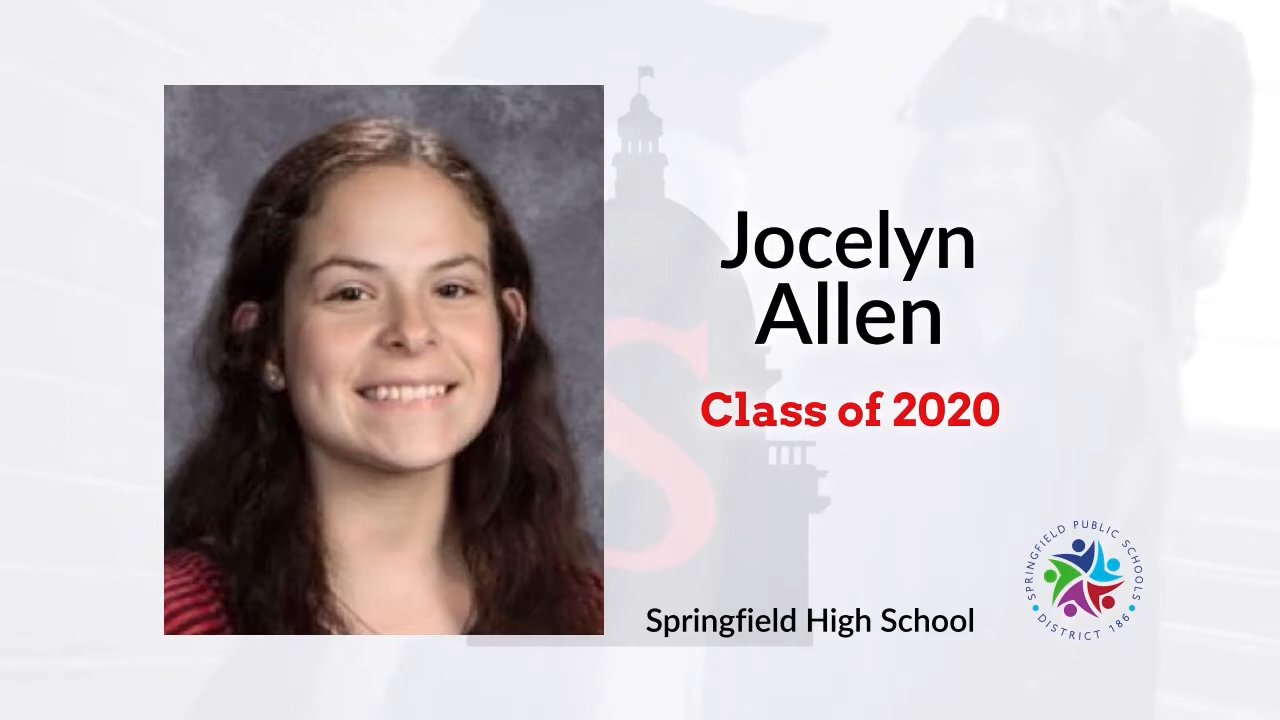 Jocelyn
Allen
Class of 2020
S
Springfield High School
SPRINGFIELD PUBLIC SCHOOLS
DISTRICT 186